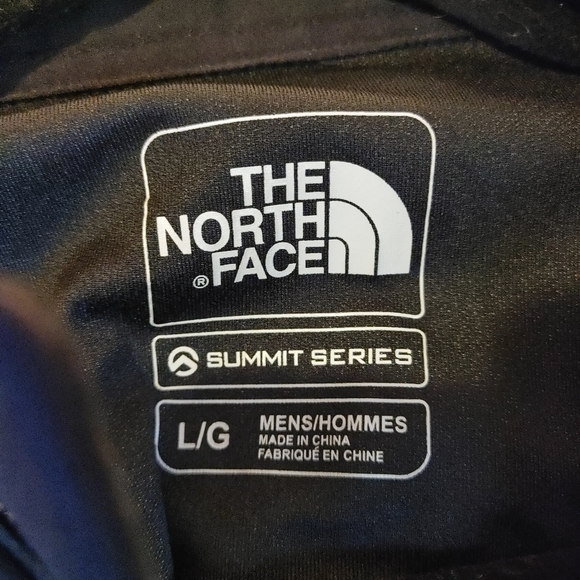 THE
NORTH
® FACE
SUMMIT SERIES
L/G
MENS/HOMMES
MADE IN CHINA
FABRIQUÉ EN CHINE